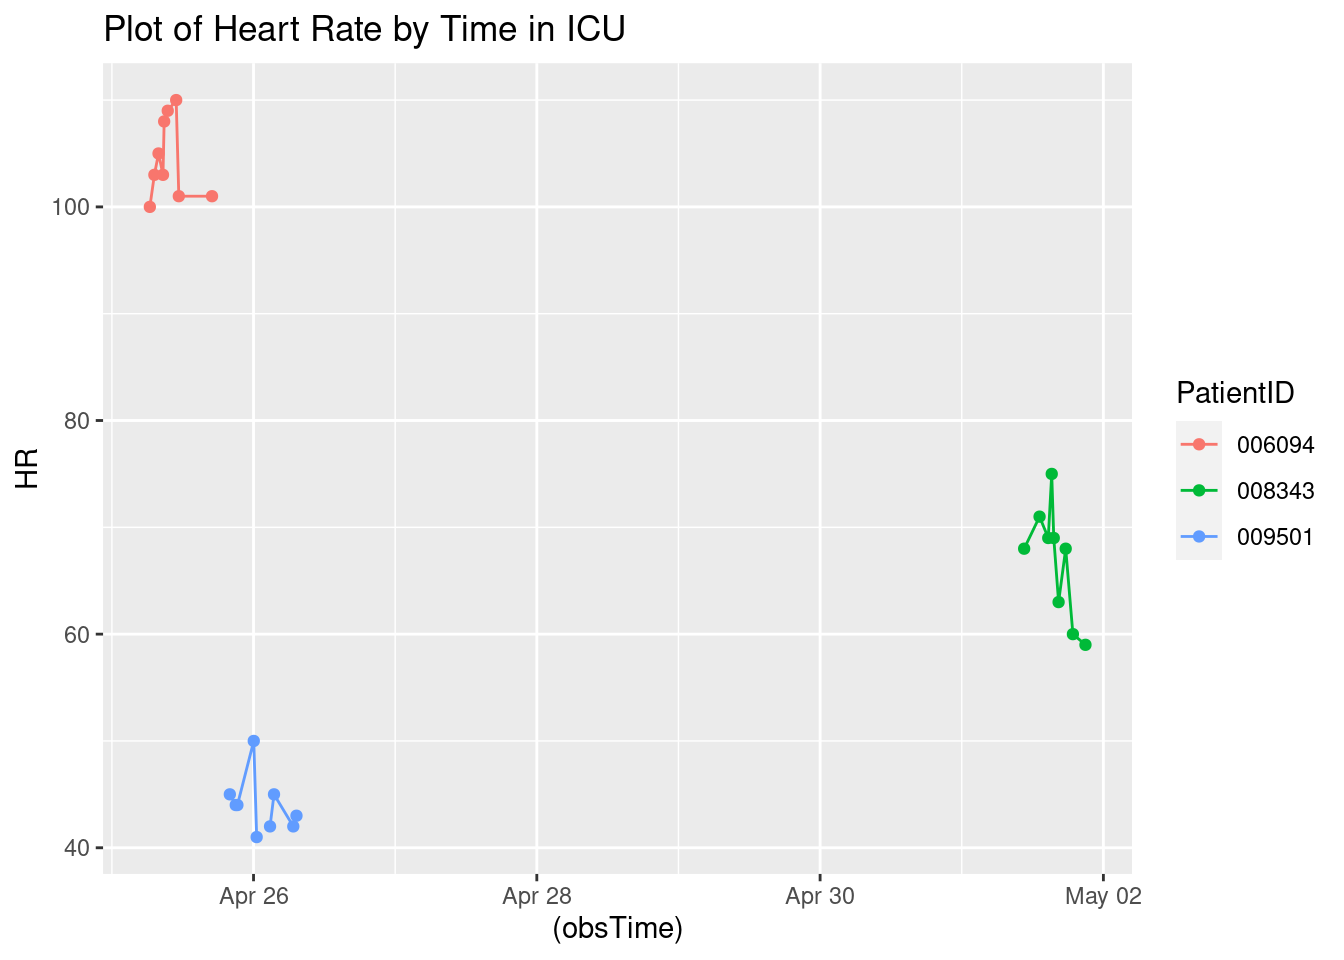 Plot of Heart Rate by Time in ICU
HR
100
80
60
40
Apr 26
Apr 28
Apr 30
May 02
(obsTime)
PatientID
006094
008343
009501